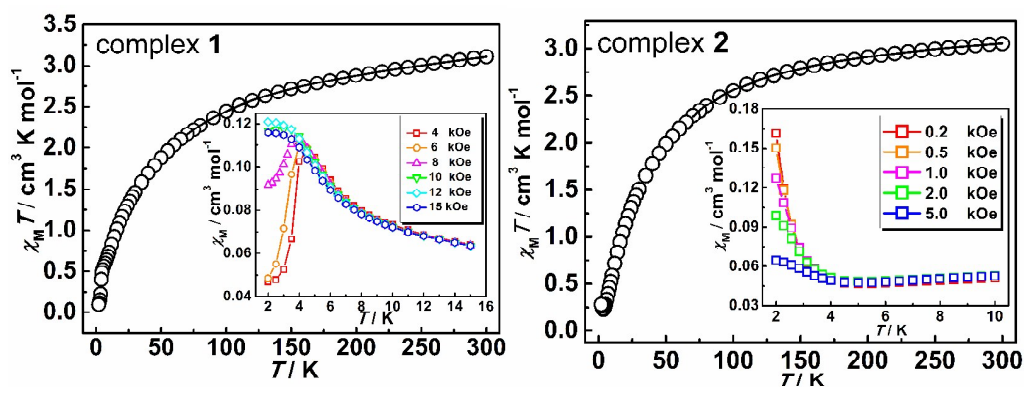 complex 1
χMT / cm³ K mol⁻¹
3.5
3.0
2.5
2.0
1.5
1.0
0.5
0.0
0 50 100 150 200 250 300
T / K
χM / cm³ mol⁻¹
0.12
0.10
0.08
0.06
0.04
4 kOe
6 kOe
8 kOe
10 kOe
12 kOe
15 kOe
2 4 6 8 10 12 14 16
T / K
complex 2
χMT / cm³ K mol⁻¹
3.0
2.5
2.0
1.5
1.0
0.5
0.0
0 50 100 150 200 250 300
T / K
χM / cm³ mol⁻¹
0.18
0.15
0.12
0.09
0.06
0.03
0.2 kOe
0.5 kOe
1.0 kOe
2.0 kOe
5.0 kOe
2 4 6 8 10
T / K